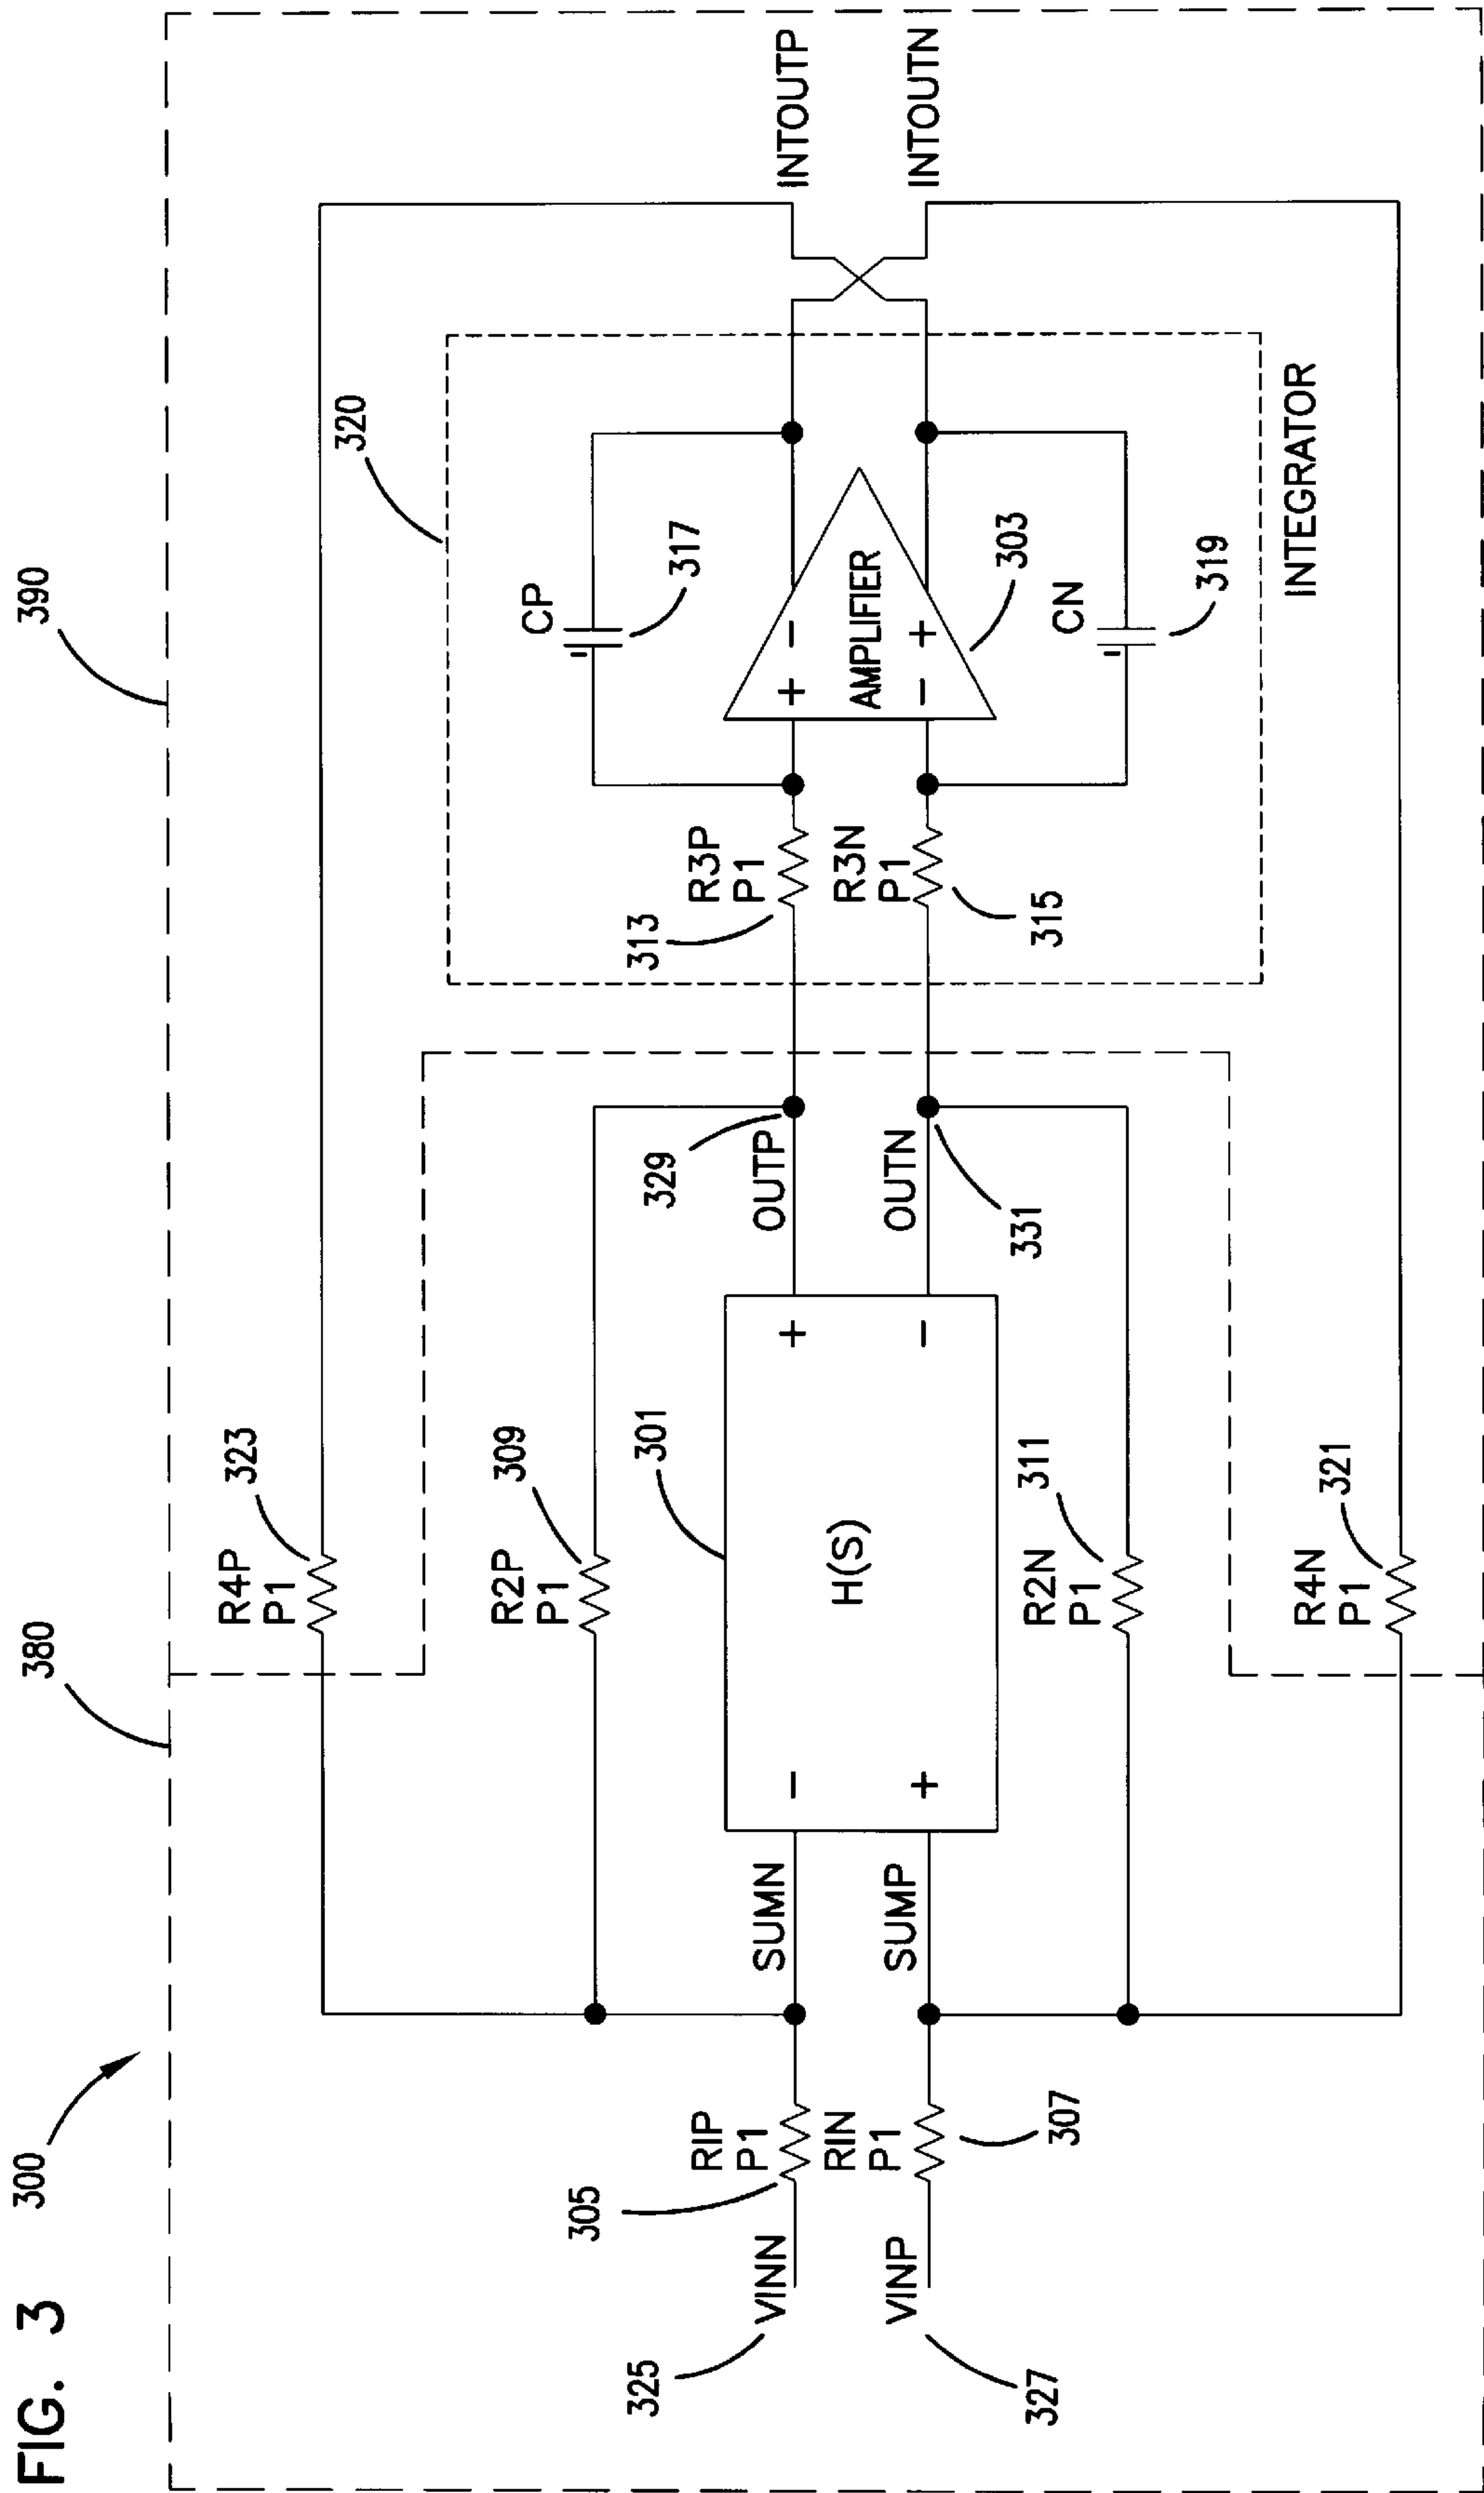 FIG. 3
300
380
390
R4P
P1
323
320
R2P
P1
309
CP
317
305
RIP
P1
301
329
313
R3P
P1
325
VINN
SUMN
−
+
OUTP
+
−
INTOUTP
RIN
P1
H(S)
R3N
P1
AMPLIFIER
VINP
SUMP
+
−
OUTN
−
+
INTOUTN
327
307
R2N
P1
311
331
315
303
CN
319
R4N
P1
321
INTEGRATOR